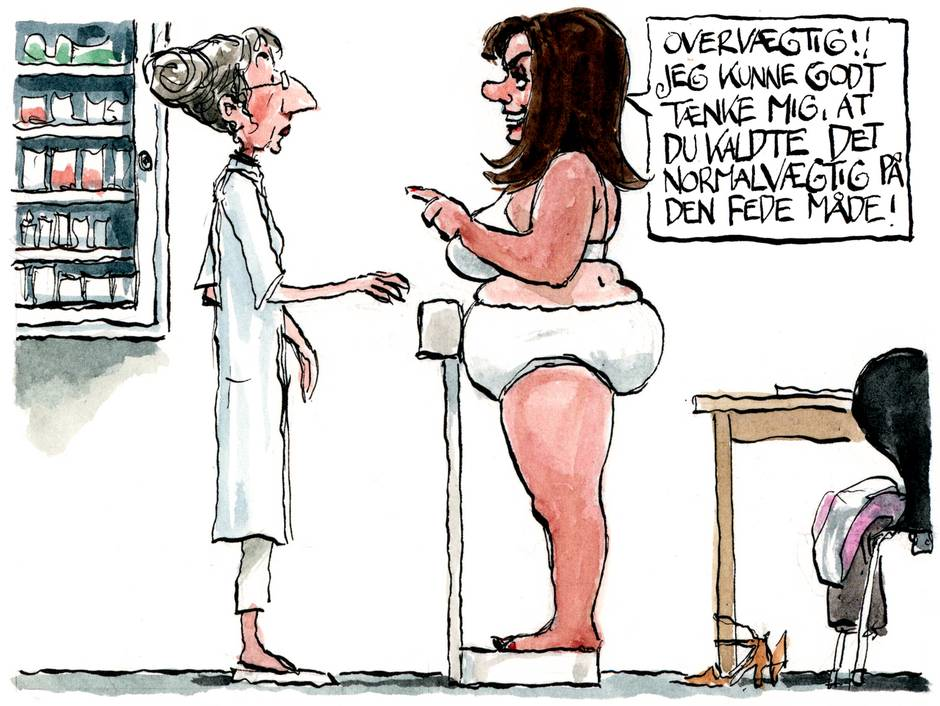 OVERVÆGTIG!!
JEG KUNNE GODT
TÆNKE MIG, AT
DU KALDTE DET
NORMALVÆGTIG PÅ
DEN FEDE MÅDE!